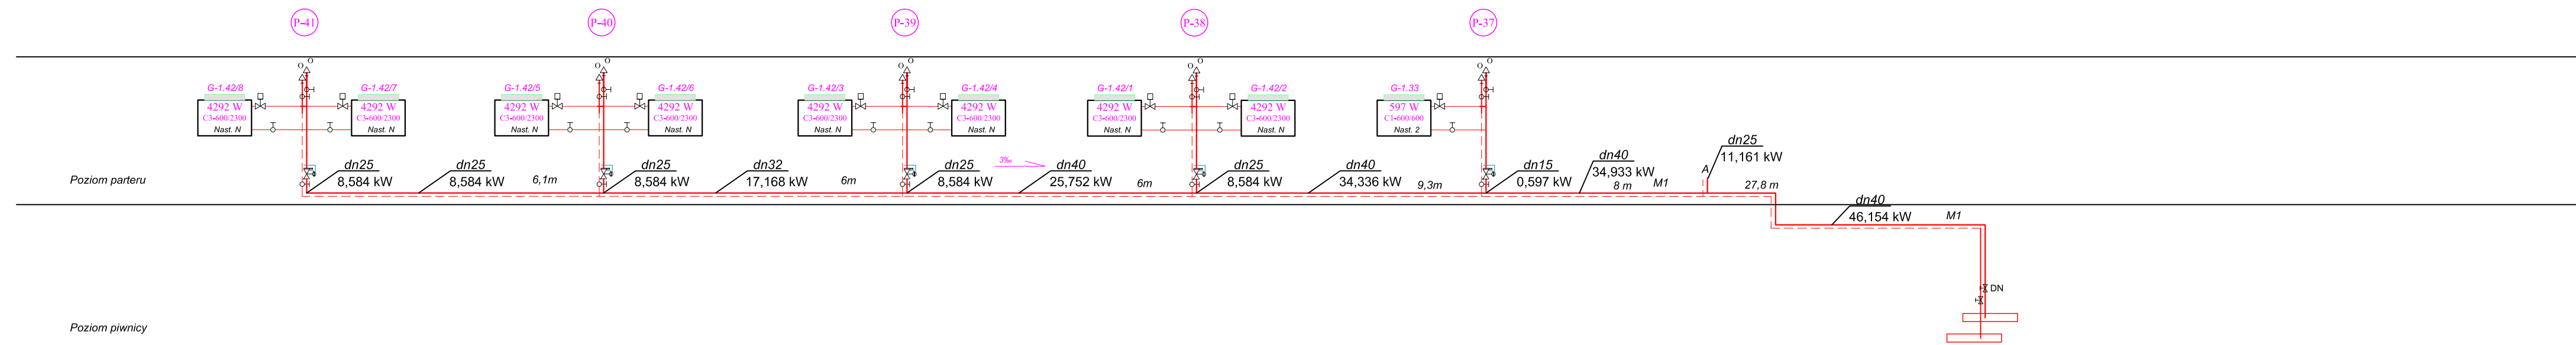 P-41
P-40
P-39
P-38
P-37
O O
O O
O O
O O
O O
G-1.42/8
4292 W
C3-600/2300
Nast. N
G-1.42/7
4292 W
C3-600/2300
Nast. N
G-1.42/5
4292 W
C3-600/2300
Nast. N
G-1.42/6
4292 W
C3-600/2300
Nast. N
G-1.42/3
4292 W
C3-600/2300
Nast. N
G-1.42/4
4292 W
C3-600/2300
Nast. N
G-1.42/1
4292 W
C3-600/2300
Nast. N
G-1.42/2
4292 W
C3-600/2300
Nast. N
G-1.33
597 W
C1-600/600
Nast. 2
Poziom parteru
dn25
8,584 kW
dn25
8,584 kW
6,1m
dn25
8,584 kW
dn32
17,168 kW
6m
dn25
8,584 kW
3‰
dn40
25,752 kW
6m
dn25
8,584 kW
dn40
34,336 kW
9,3m
dn15
0,597 kW
dn40
34,933 kW
8 m
M1
A
dn25
11,161 kW
27,8 m
dn40
46,154 kW
M1
DN
Poziom piwnicy